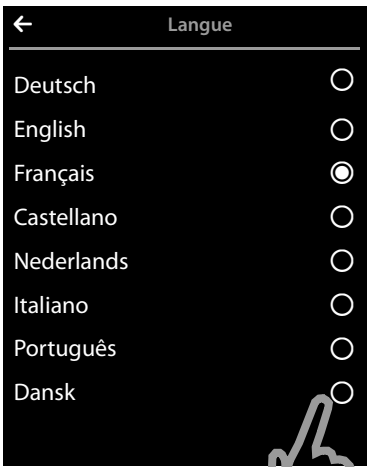 Langue
Deutsch
English
Français
Castellano
Nederlands
Italiano
Português
Dansk